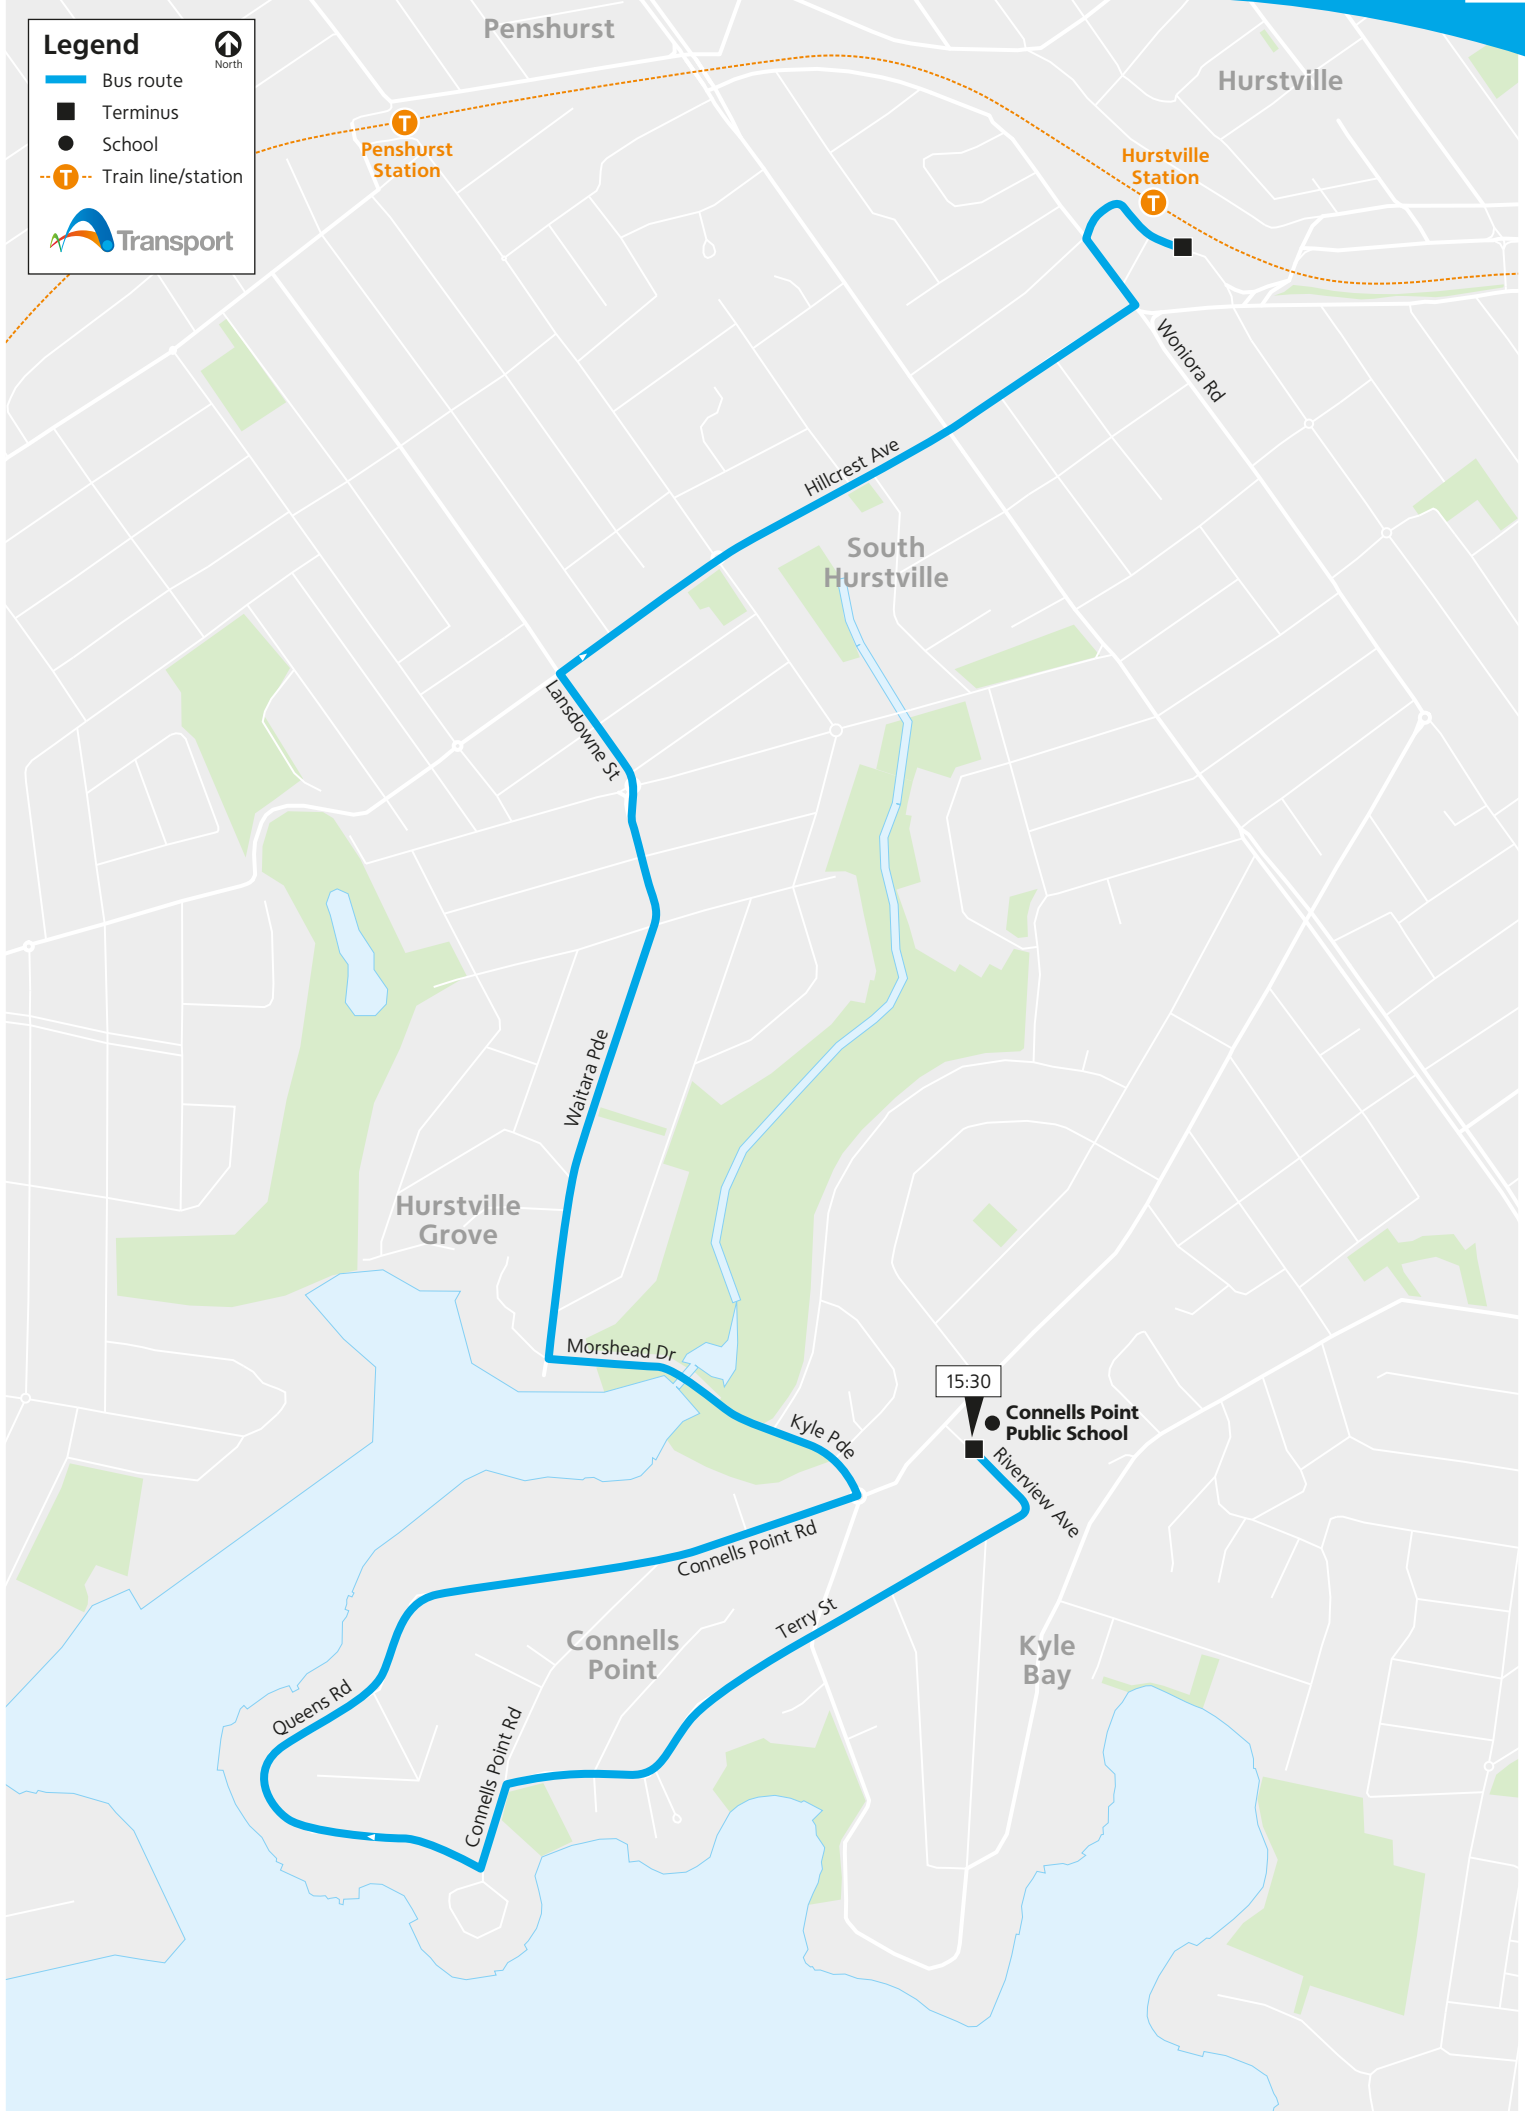 Penshurst
Legend
North
Bus route
Terminus
School
T
Train line/station
Transport
Hurstville
T
Penshurst
Station
Hurstville
Station
T
Woniora Rd
Hillcrest Ave
South
Hurstville
Lansdowne St
Waitara Pde
Hurstville
Grove
Morshead Dr
15:30
Connells Point
Public School
Kyle Pde
Riverview Ave
Connells Point Rd
Terry St
Connells
Point
Kyle
Bay
Queens Rd
Connells Point Rd